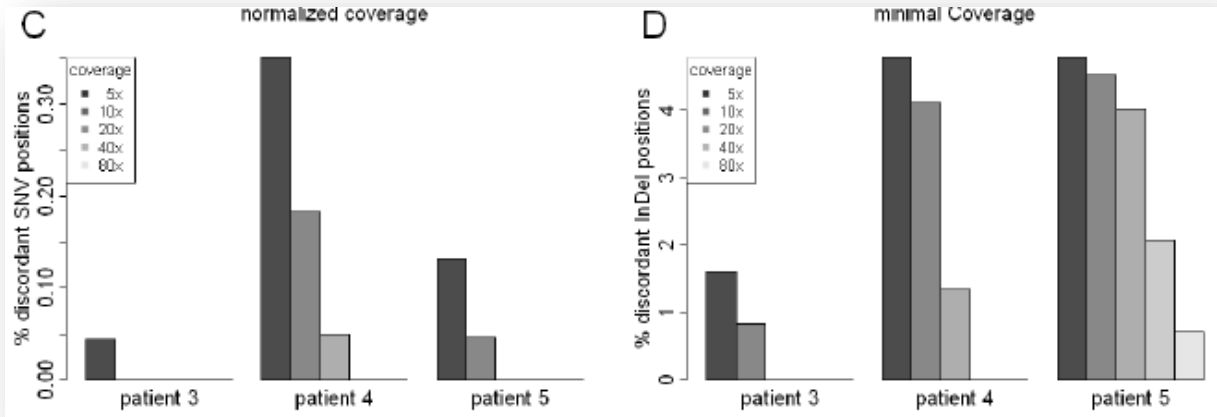 C
normalized coverage
% discordant SNV positions
0.30
0.20
0.10
0.00
coverage
5x
10x
20x
40x
80x
patient 3
patient 4
patient 5
D
minimal Coverage
% discordant InDel positions
4
3
2
1
0
coverage
5x
10x
20x
40x
80x
patient 3
patient 4
patient 5